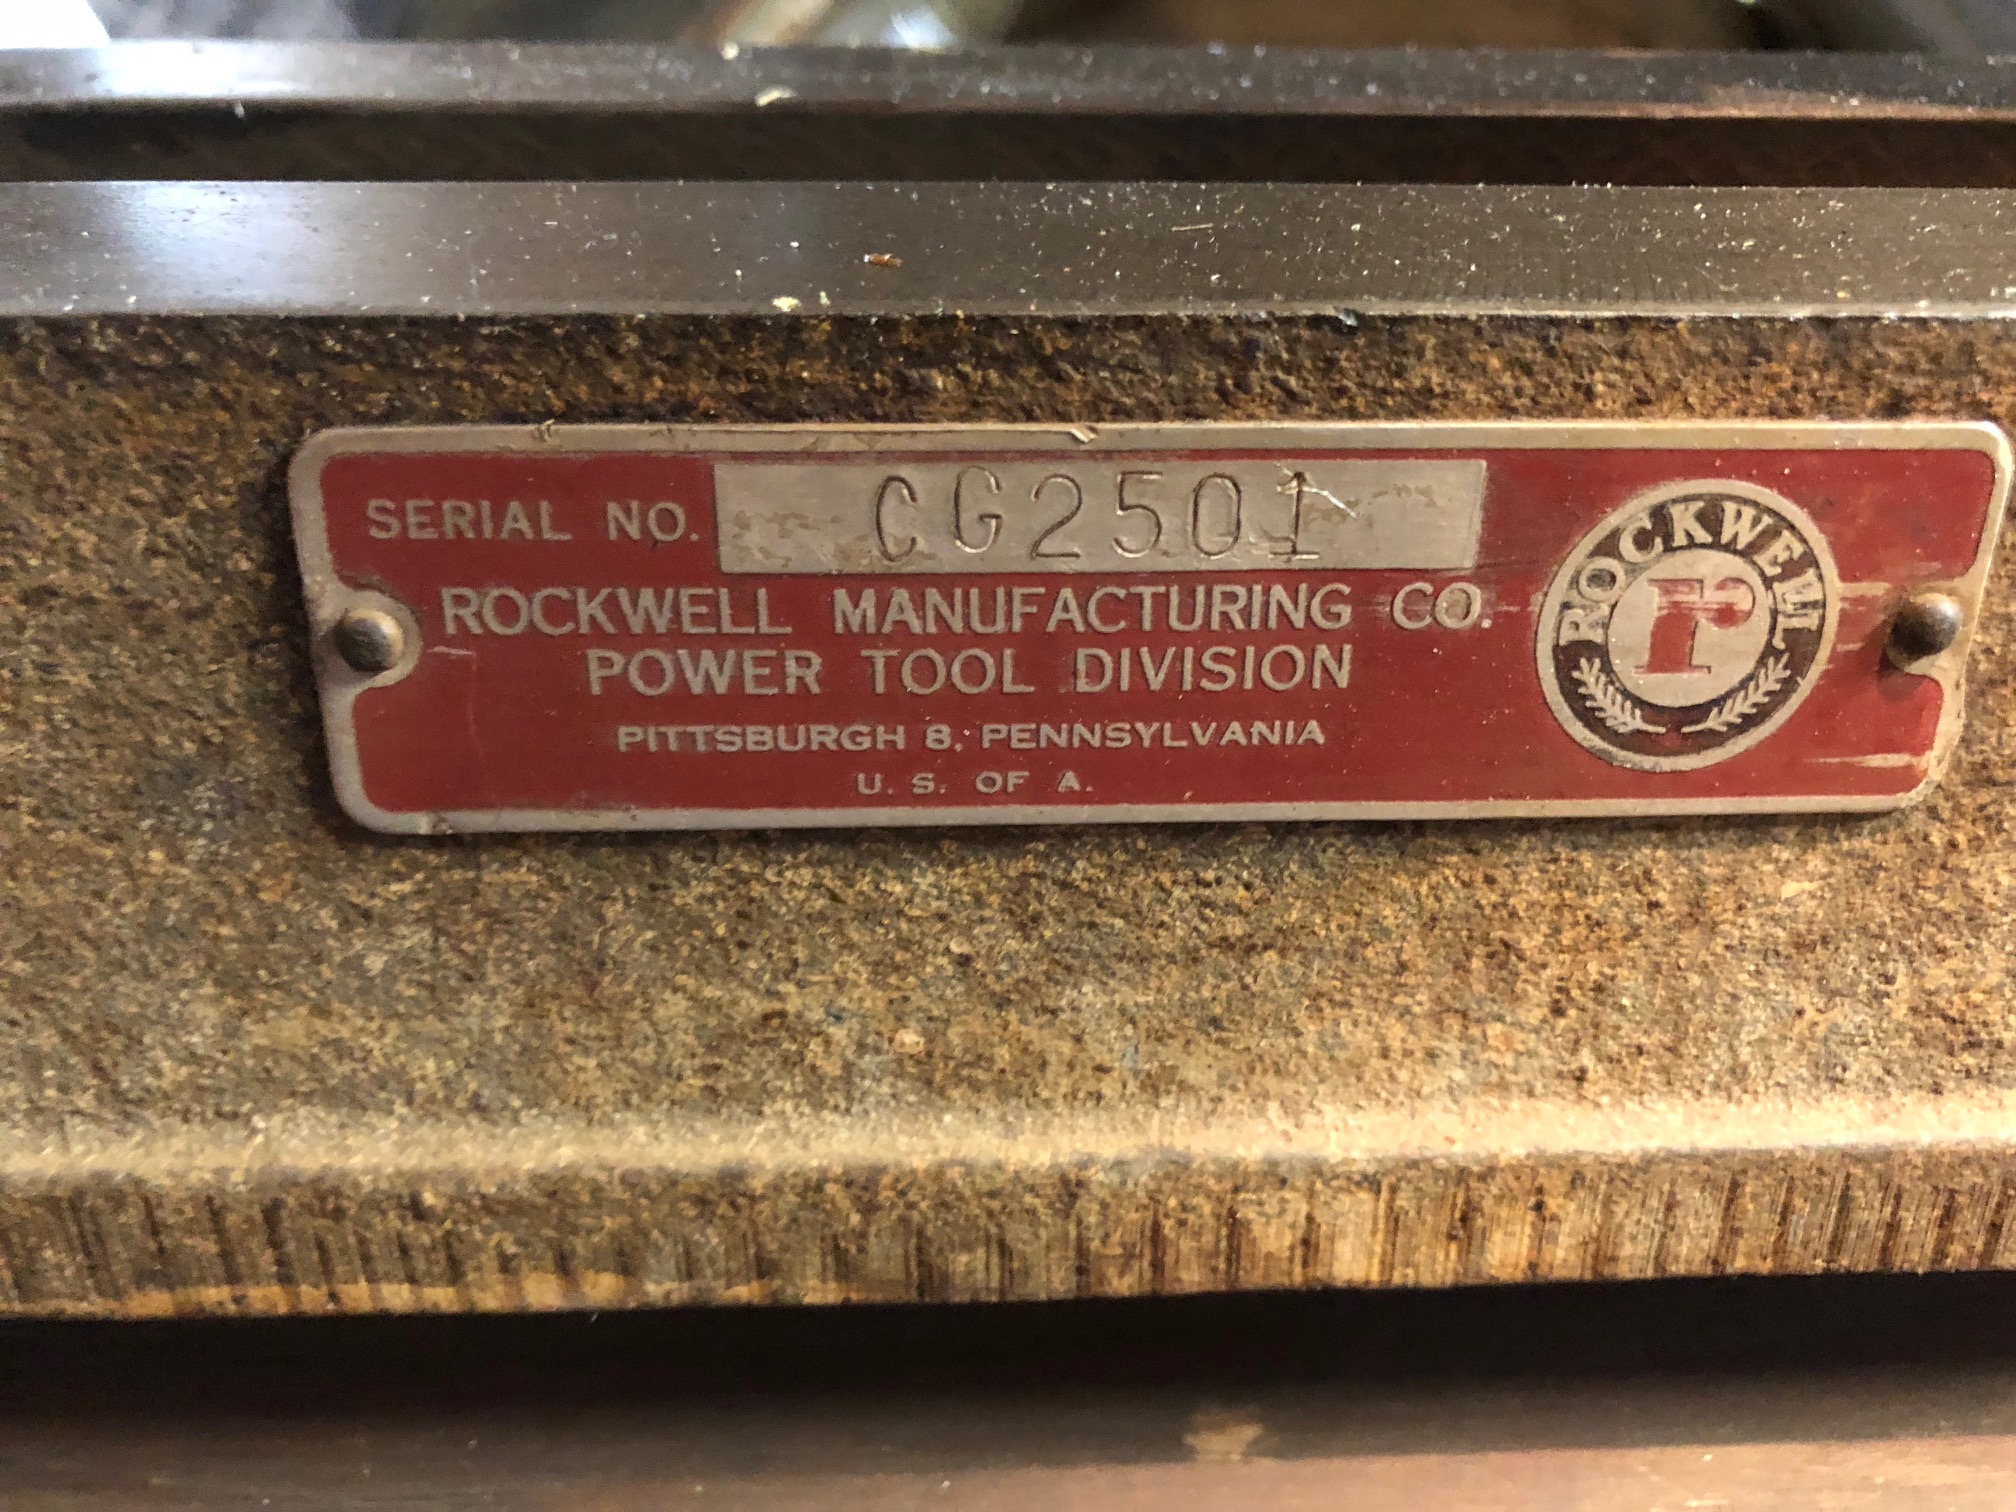 SERIAL NO. CG2501
ROCKWELL MANUFACTURING CO.
POWER TOOL DIVISION
PITTSBURGH 8, PENNSYLVANIA
U. S. OF A.
ROCKWELL
r